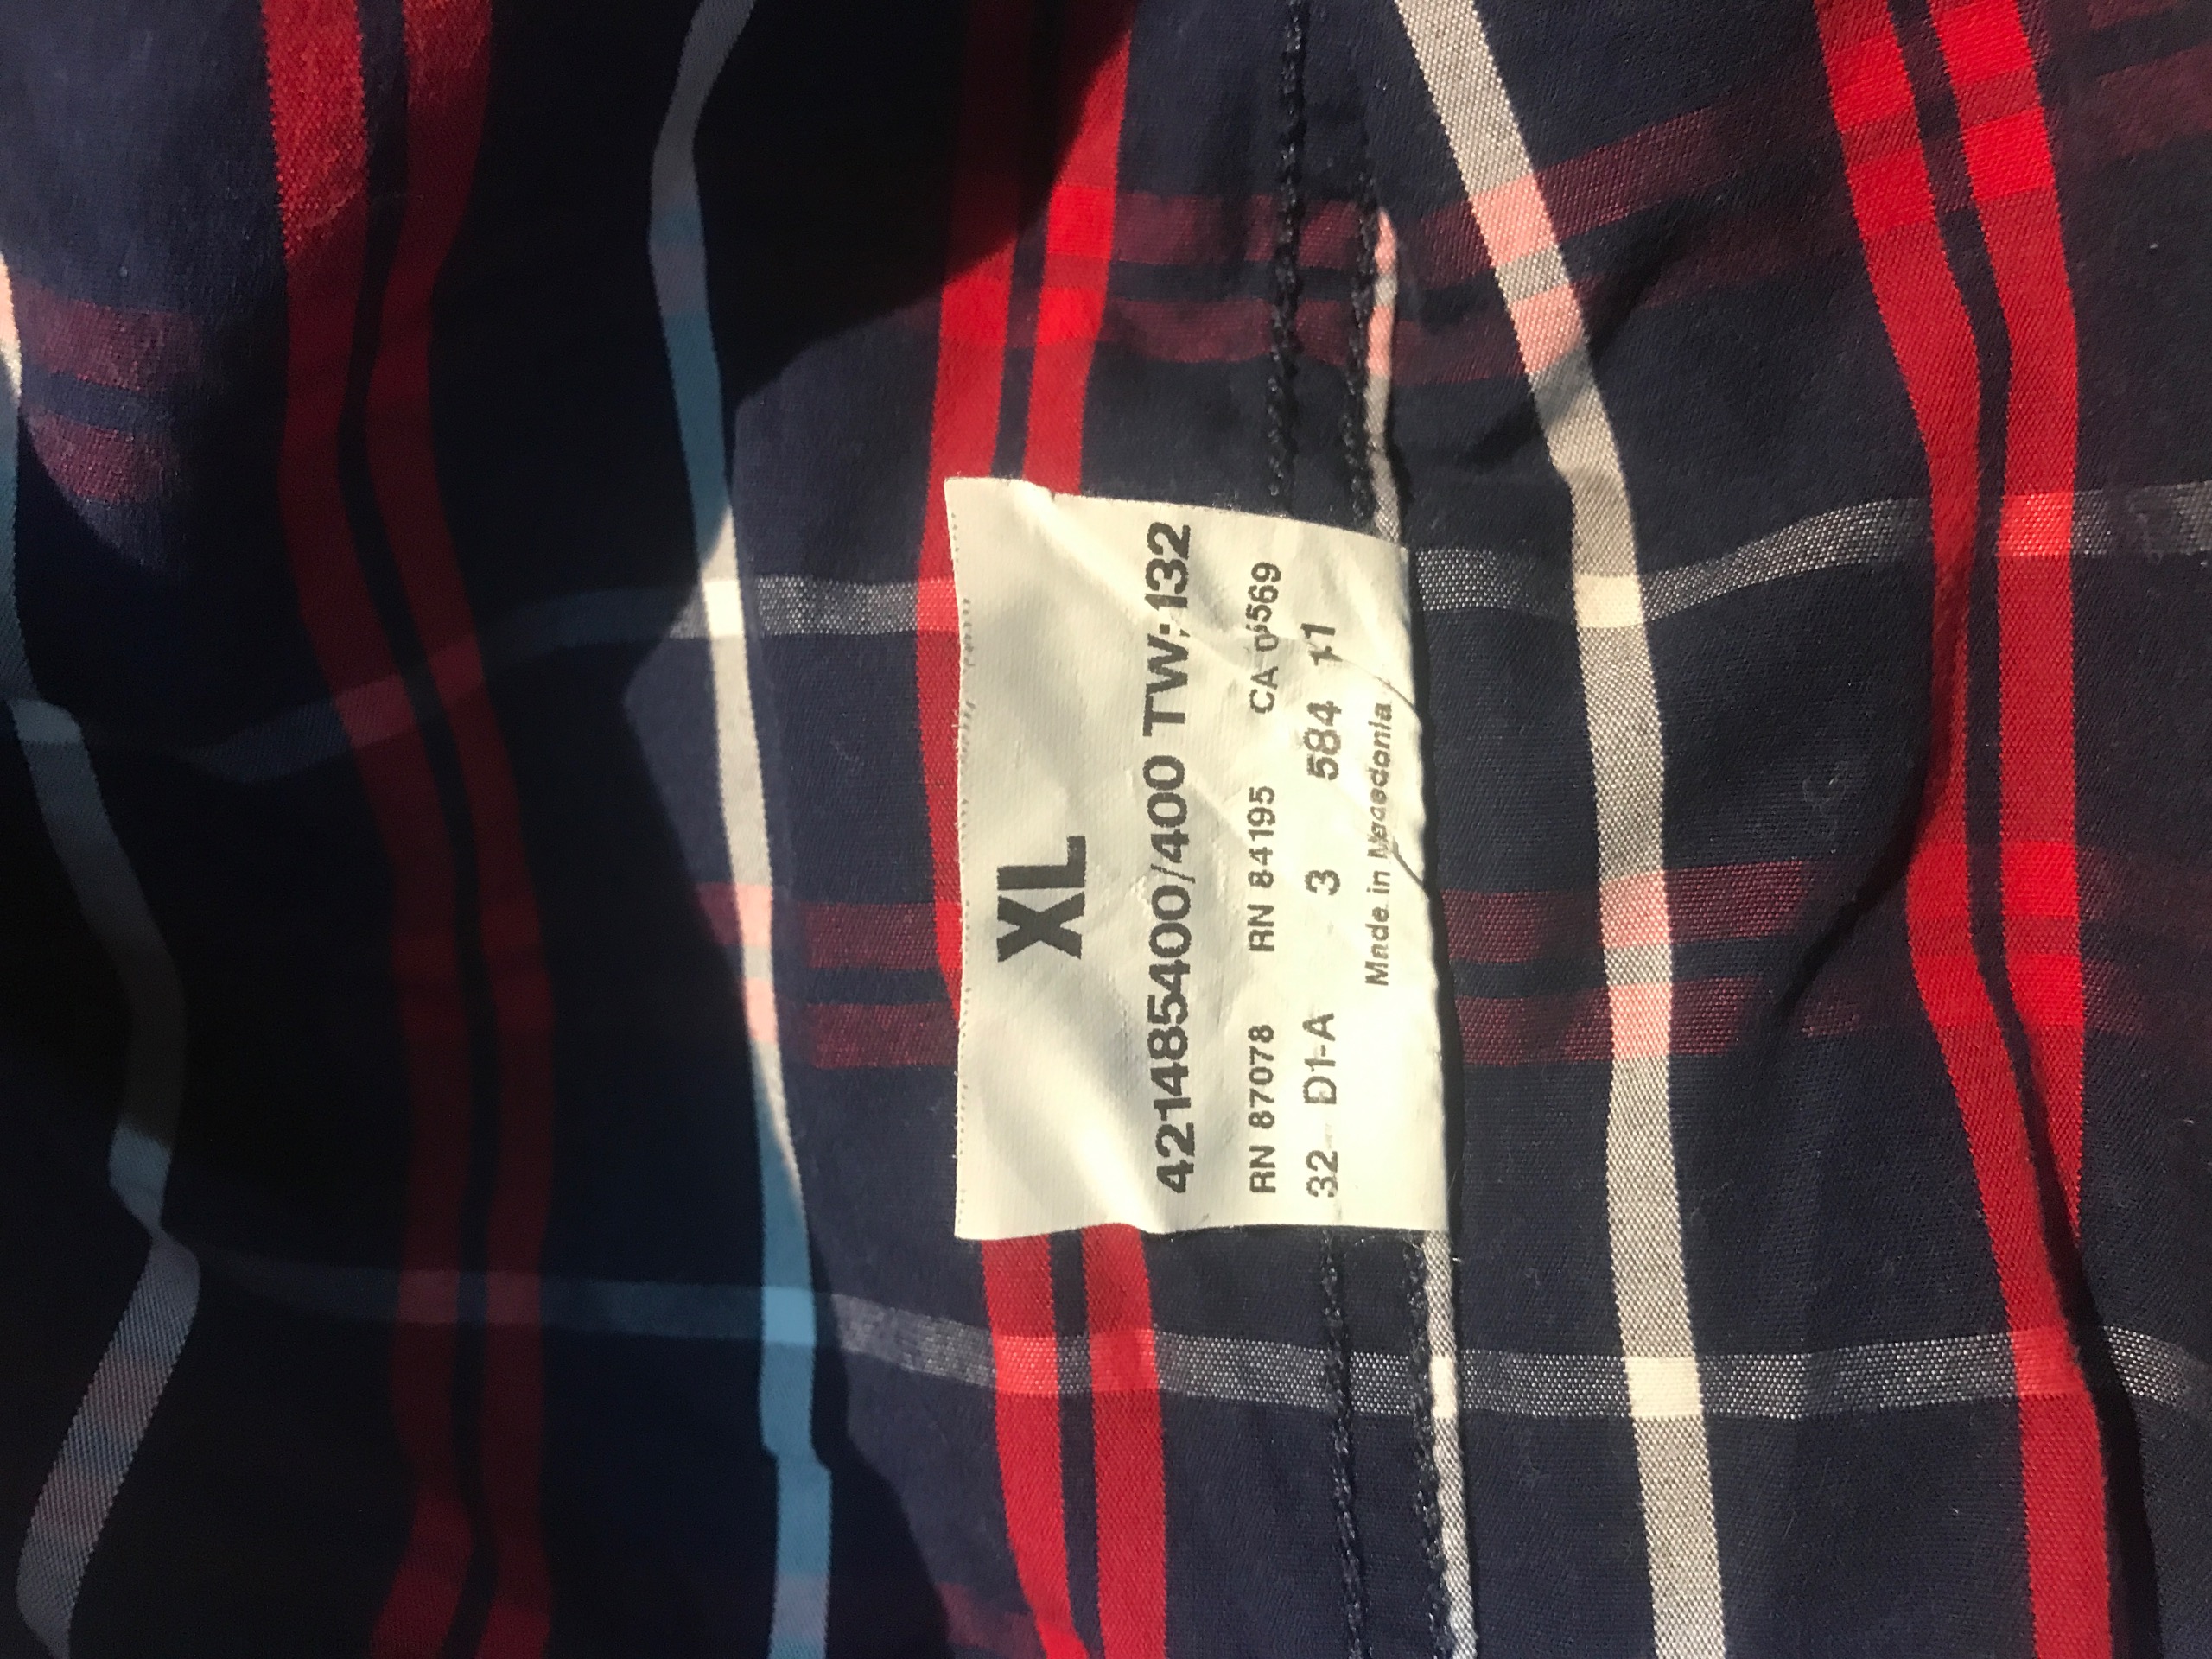 XL
421485400/400 TW:132
RN 87078 RN 84195 CA 05569
32 D1-A 3 584 11
Made in Macedonia